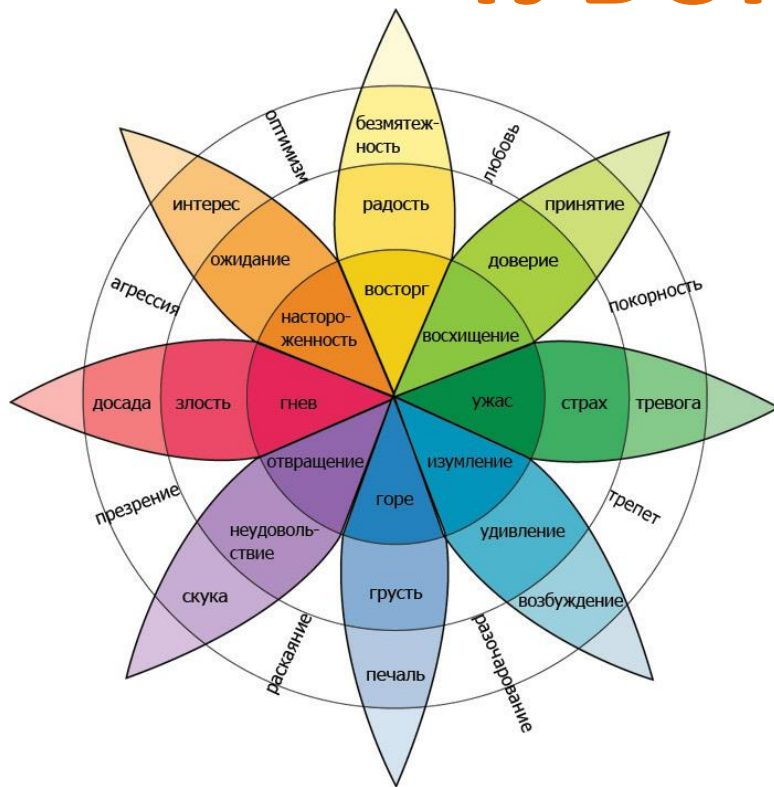 безмятеж-
ность
оптимизм
любовь
интерес
радость
принятие
ожидание
доверие
агрессия
восторг
покорность
насторо-
женность
восхищение
досада
злость
гнев
ужас
страх
тревога
отвращение
изумление
презрение
горе
трепет
неудоволь-
ствие
удивление
скука
грусть
возбуждение
раскаяние
печаль
разочарование